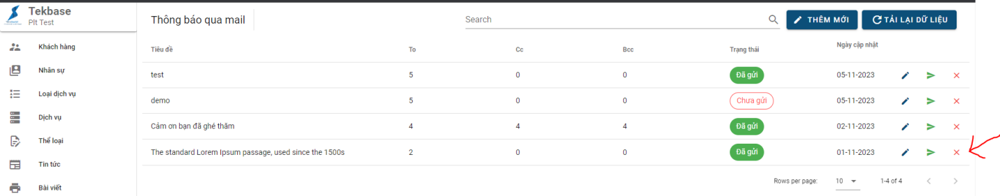 Tekbase
Plt Test
Thông báo qua mail
Search
THÊM MỚI
TẢI LẠI DỮ LIỆU
Khách hàng
Nhân sự
Loại dịch vụ
Dịch vụ
Thể loại
Tin tức
Bài viết
Tiêu đề To Cc Bcc Trạng thái Ngày cập nhật
test 5 0 0 Đã gửi 05-11-2023
demo 5 0 0 Chưa gửi 05-11-2023
Cảm ơn bạn đã ghé thăm 4 4 4 Đã gửi 02-11-2023
The standard Lorem Ipsum passage, used since the 1500s 2 0 0 Đã gửi 01-11-2023
Rows per page: 10 1-4 of 4